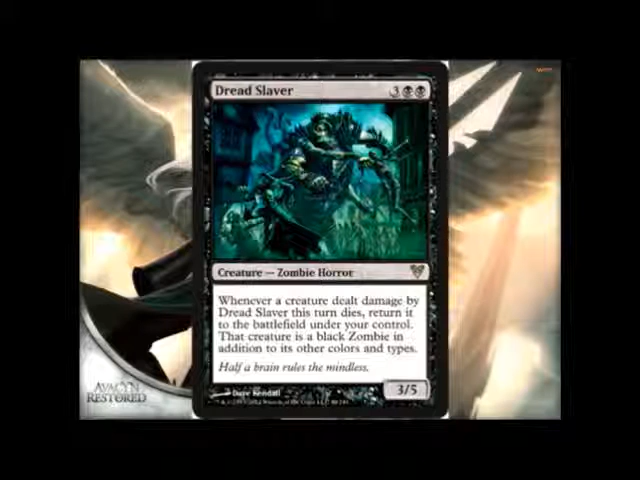 Dread Slaver
3
Creature — Zombie Horror
Whenever a creature dealt damage by
Dread Slaver this turn dies, return it
to the battlefield under your control.
That creature is a black Zombie in
addition to its other colors and types.
Half a brain rules the mindless.
Dave Kendall
3/5
AVACYN
RESTORED